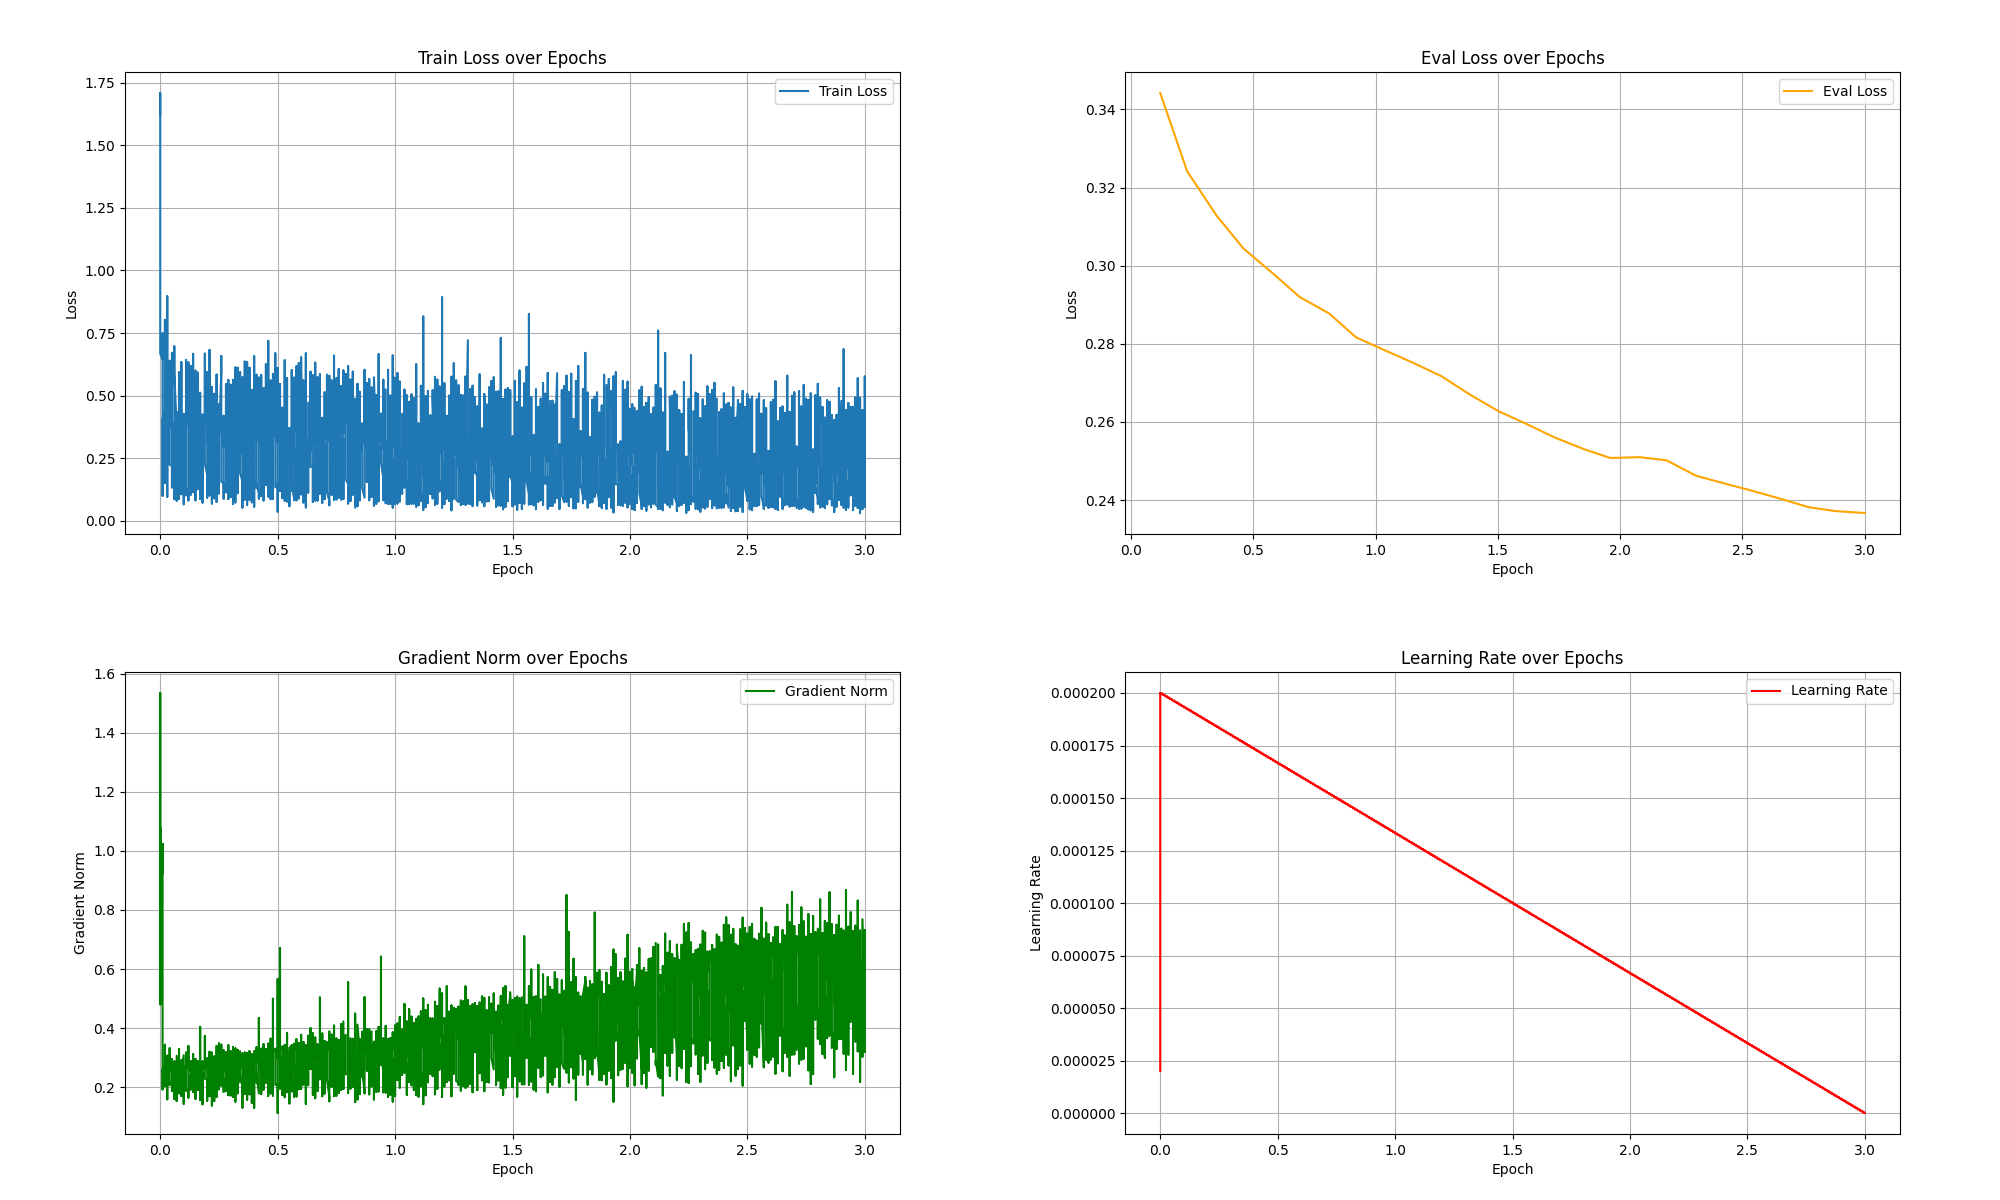 Train Loss over Epochs
1.75
1.50
1.25
1.00
0.75
0.50
0.25
0.00
Loss
Train Loss
0.0 0.5 1.0 1.5 2.0 2.5 3.0
Epoch
Eval Loss over Epochs
0.34
0.32
0.30
0.28
0.26
0.24
Loss
Eval Loss
0.0 0.5 1.0 1.5 2.0 2.5 3.0
Epoch
Gradient Norm over Epochs
1.6
1.4
1.2
1.0
0.8
0.6
0.4
0.2
Gradient Norm
Gradient Norm
0.0 0.5 1.0 1.5 2.0 2.5 3.0
Epoch
Learning Rate over Epochs
0.000200
0.000175
0.000150
0.000125
0.000100
0.000075
0.000050
0.000025
0.000000
Learning Rate
Learning Rate
0.0 0.5 1.0 1.5 2.0 2.5 3.0
Epoch